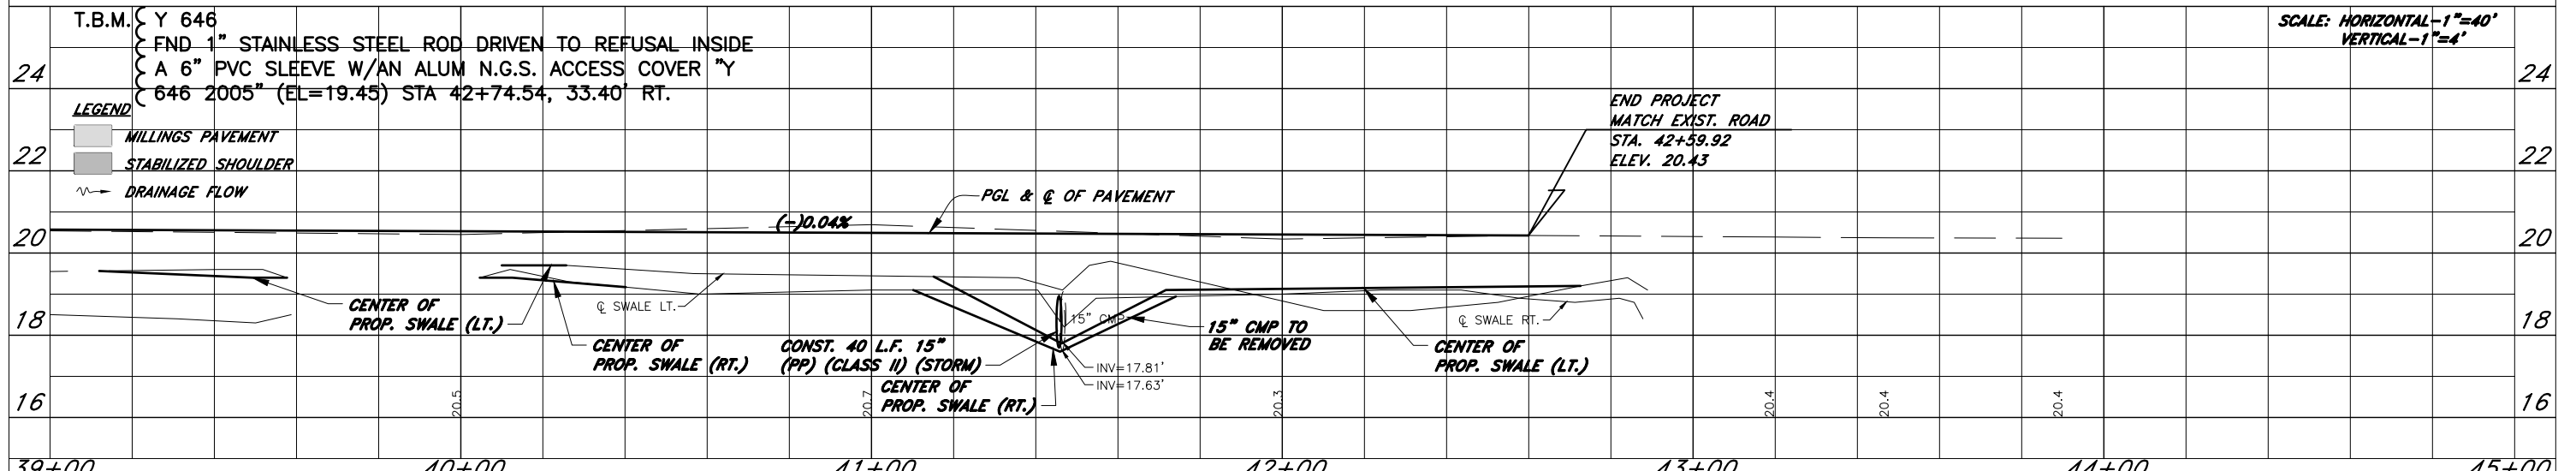 T.B.M. Y 646
FND 1" STAINLESS STEEL ROD DRIVEN TO REFUSAL INSIDE
A 6" PVC SLEEVE W/AN ALUM N.G.S. ACCESS COVER "Y
646 2005" (EL=19.45) STA 42+74.54, 33.40' RT.
SCALE: HORIZONTAL-1"=40'
VERTICAL-1"=4'
24
24
LEGEND
MILLINGS PAVEMENT
STABILIZED SHOULDER
DRAINAGE FLOW
END PROJECT
MATCH EXIST. ROAD
STA. 42+59.92
ELEV. 20.43
22
22
PGL & ℄ OF PAVEMENT
(-)0.04%
20
20
CENTER OF
PROP. SWALE (LT.)
℄ SWALE LT.
CENTER OF
PROP. SWALE (RT.)
CONST. 40 L.F. 15"
(PP) (CLASS II) (STORM)
15" CMP
15" CMP TO
BE REMOVED
℄ SWALE RT.
CENTER OF
PROP. SWALE (LT.)
18
18
INV=17.81'
INV=17.63'
CENTER OF
PROP. SWALE (RT.)
16
16
20.5
20.7
20.3
20.4
20.4
20.4
39+00
40+00
41+00
42+00
43+00
44+00
45+00